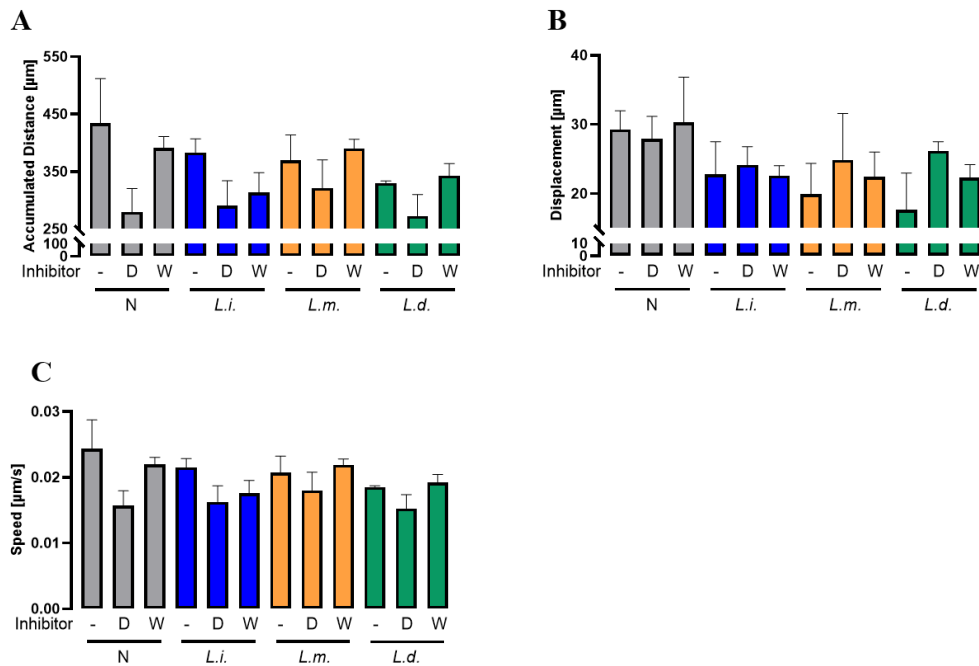 A
Accumulated Distance [µm]
550
450
350
250
100
0
Inhibitor - D W - D W - D W - D W
N L.i. L.m. L.d.
B
Displacement [µm]
40
30
20
10
0
Inhibitor - D W - D W - D W - D W
N L.i. L.m. L.d.
C
Speed [µm/s]
0.03
0.02
0.01
0.00
Inhibitor - D W - D W - D W - D W
N L.i. L.m. L.d.